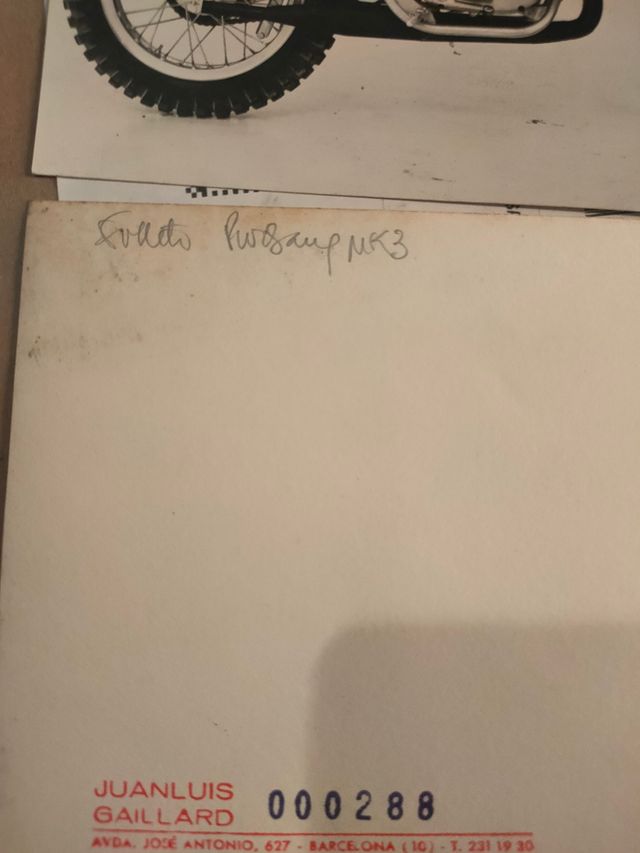 Folleto Pursang MK3
JUANLUIS
GAILLARD 000288
AVDA. JOSÉ ANTONIO, 627 - BARCELONA (10) - T. 231 19 30